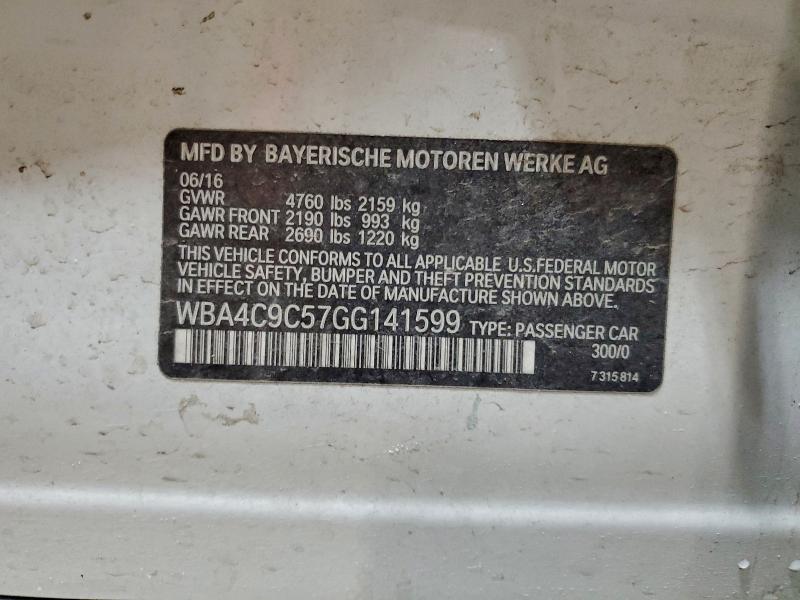 MFD BY BAYERISCHE MOTOREN WERKE AG
06/16
GVWR 4760 lbs 2159 kg
GAWR FRONT 2190 lbs 993 kg
GAWR REAR 2690 lbs 1220 kg
THIS VEHICLE CONFORMS TO ALL APPLICABLE U.S.FEDERAL MOTOR
VEHICLE SAFETY, BUMPER AND THEFT PREVENTION STANDARDS
IN EFFECT ON THE DATE OF MANUFACTURE SHOWN ABOVE.
WBA4C9C57GG141599 TYPE: PASSENGER CAR
300/0
7 315 814